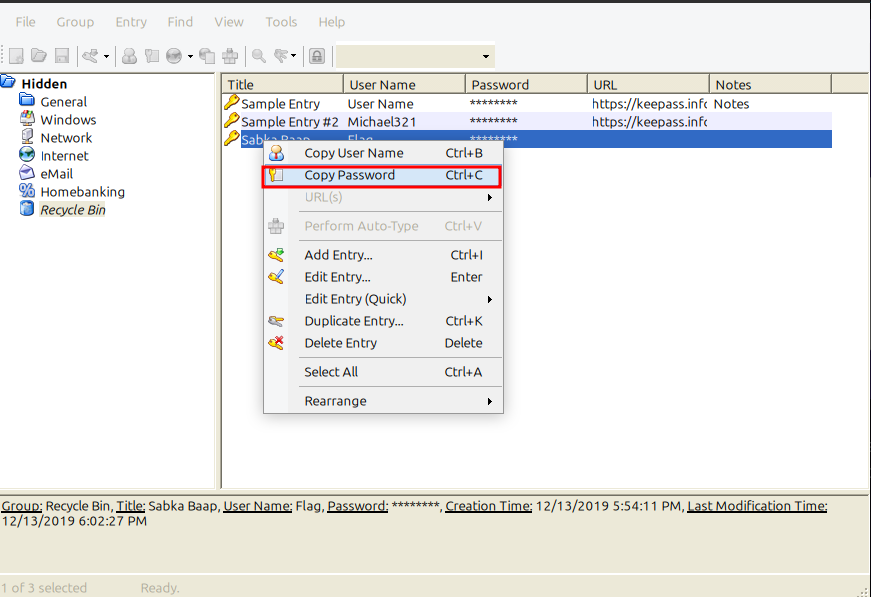 File Group Entry Find View Tools Help
Hidden
General
Windows
Network
Internet
eMail
Homebanking
Recycle Bin
Title User Name Password URL Notes
Sample Entry User Name ******** https://keepass.info Notes
Sample Entry #2 Michael321 ******** https://keepass.info
Sabka Baap Flag ********
Copy User Name Ctrl+B
Copy Password Ctrl+C
URL(s)
Perform Auto-Type Ctrl+V
Add Entry... Ctrl+I
Edit Entry... Enter
Edit Entry (Quick)
Duplicate Entry... Ctrl+K
Delete Entry Delete
Select All Ctrl+A
Rearrange
Group: Recycle Bin, Title: Sabka Baap, User Name: Flag, Password: ********, Creation Time: 12/13/2019 5:54:11 PM, Last Modification Time:
12/13/2019 6:02:27 PM
1 of 3 selected Ready.